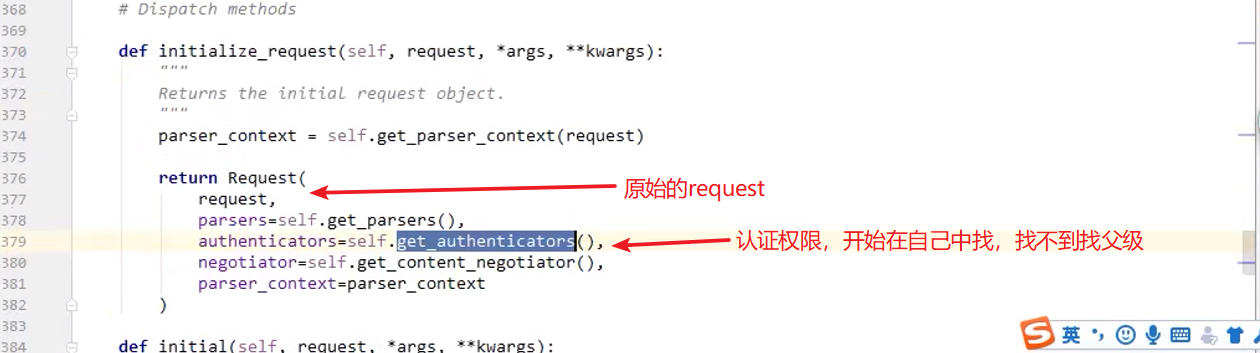 368 # Dispatch methods
369
370 def initialize_request(self, request, *args, **kwargs):
371 """
372 Returns the initial request object.
373 """
374 parser_context = self.get_parser_context(request)
375
376 return Request(
原始的request
377 request,
378 parsers=self.get_parsers(),
379 authenticators=self.get_authenticators(),
认证权限，开始在自己中找，找不到找父级
380 negotiator=self.get_content_negotiator(),
381 parser_context=parser_context
382 )
383
384 def initial(self, request, *args, **kwargs):
S 英